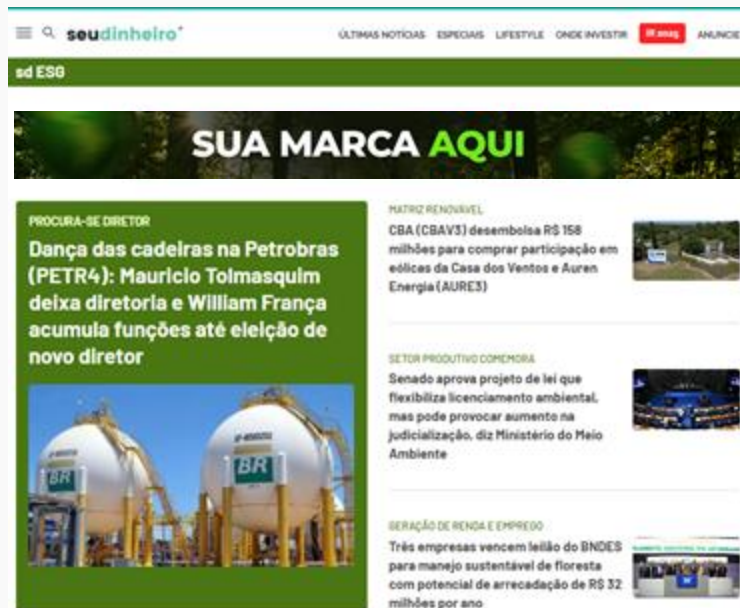 seudinheiro
ÚLTIMAS NOTÍCIAS ESPECIAIS LIFESTYLE ONDE INVESTIR
ANUNCIE
sd ESG
SUA MARCA AQUI
PROCURA-SE DIRETOR
Dança das cadeiras na Petrobras
(PETR4): Mauricio Tolmasquim
deixa diretoria e William França
acumula funções até eleição de
novo diretor
BR
BR
MATRIZ RENOVÁVEL
CBA (CBAV3) desembolsa R$ 158
milhões para comprar participação em
eólicas da Casa dos Ventos e Auren
Energia (AURE3)
SETOR PRODUTIVO COMEMORA
Senado aprova projeto de lei que
flexibiliza licenciamento ambiental,
mas pode provocar aumento na
judicialização, diz Ministério do Meio
Ambiente
GERAÇÃO DE RENDA E EMPREGO
Três empresas vencem leilão do BNDES
para manejo sustentável de floresta
com potencial de arrecadação de R$ 32
milhões por ano